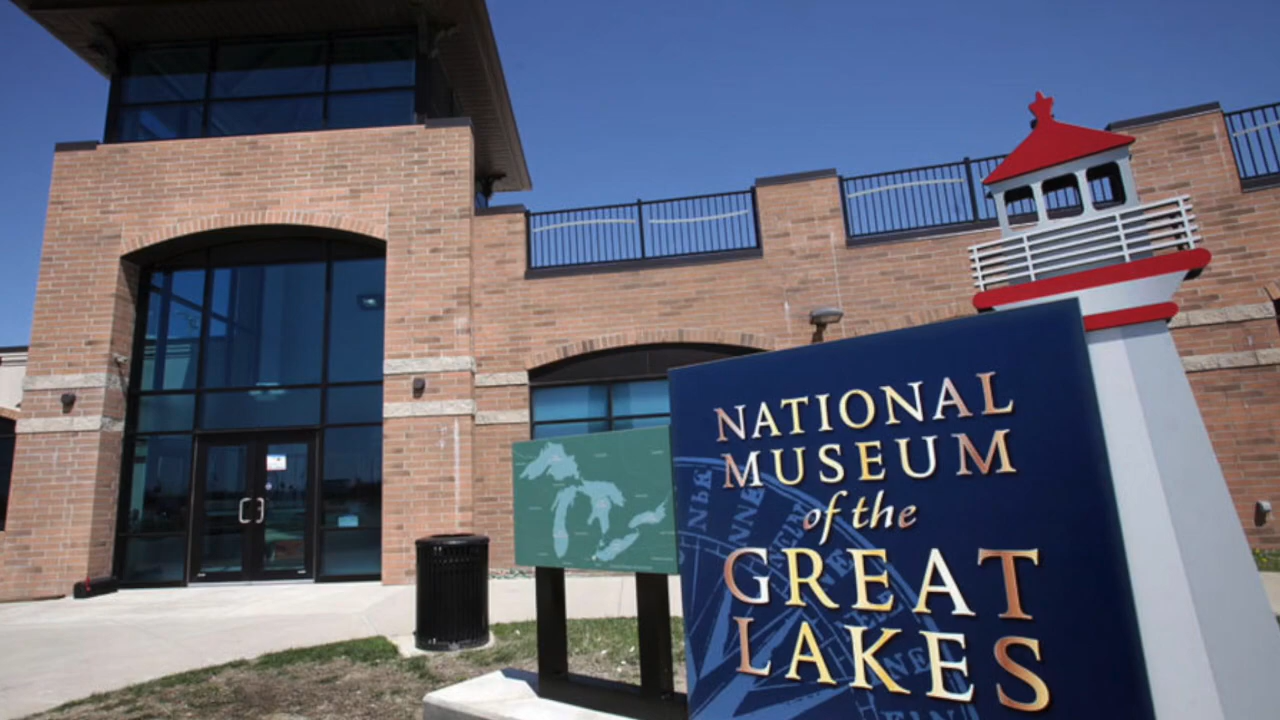 NATIONAL
MUSEUM
of the
GREAT
LAKES